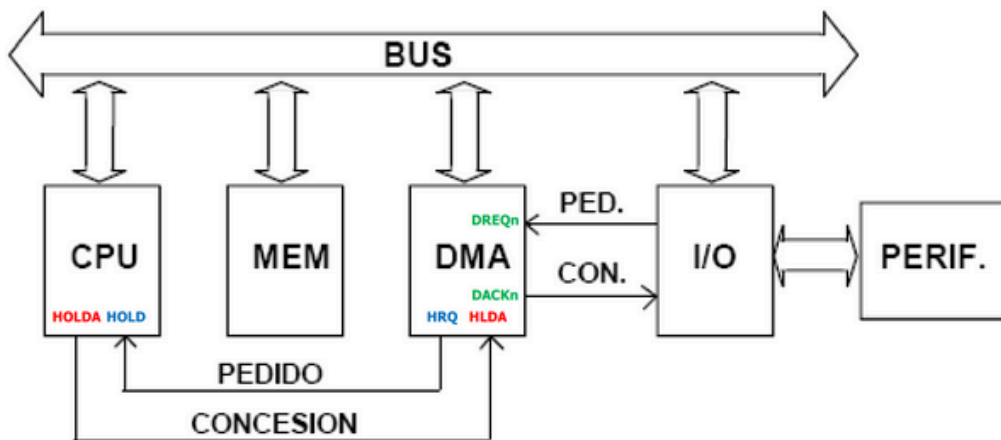 BUS
CPU
HOLDA HOLD
MEM
DMA
DREQn
DACKn
HRQ HLDA
PED.
CON.
I/O
PERIF.
PEDIDO
CONCESION